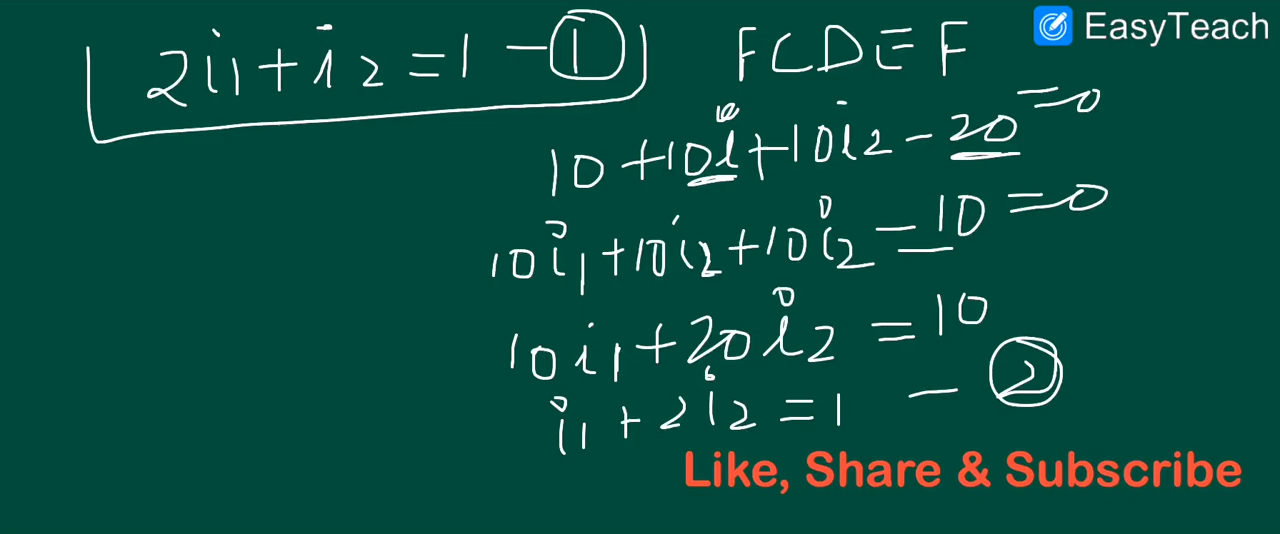 2i1 + i2 = 1 - 1
EasyTeach
FCDEF
10 + 10i + 10i2 - 20 = 0
10i1 + 10i2 + 10i2 - 10 = 0
10i1 + 20i2 = 10
i1 + 2i2 = 1 - 2
Like, Share & Subscribe